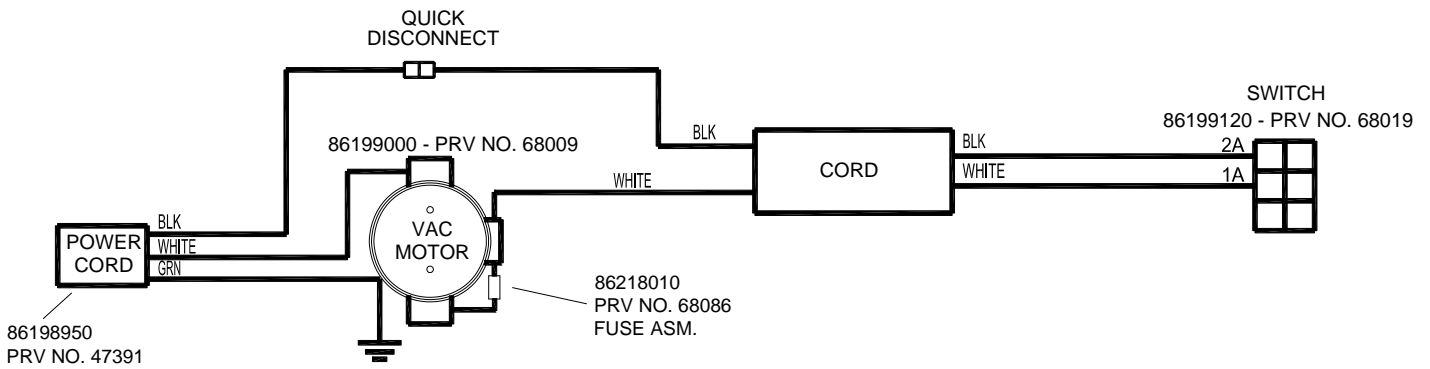 QUICK
DISCONNECT
SWITCH
86199120 - PRV NO. 68019
86199000 - PRV NO. 68009
BLK
BLK
2A
WHITE
1A
CORD
WHITE
BLK
WHITE
GRN
POWER
CORD
VAC
MOTOR
86218010
PRV NO. 68086
FUSE ASM.
86198950
PRV NO. 47391